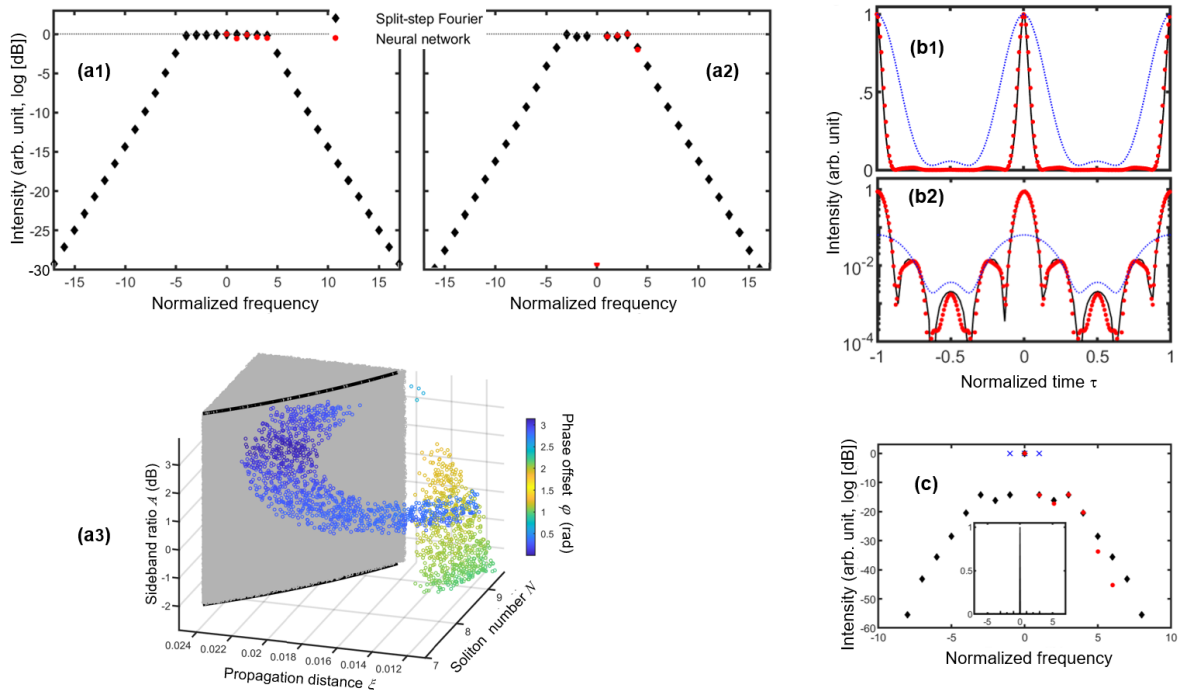 Split-step Fourier
Neural network
(a1)
(a2)
Intensity (arb. unit, log [dB])
0
-5
-10
-15
-20
-25
-30
-15 -10 -5 0 5 10 15
-15 -10 -5 0 5 10 15
Normalized frequency
Normalized frequency
(b1)
1
.5
0
Intensity (arb. unit)
(b2)
1
10-2
10-4
-1 -0.5 0 0.5 1
Normalized time τ
(a3)
Sideband ratio 𝒜 (dB)
3
2
1
0
-1
-2
0.024 0.022 0.02 0.018 0.016 0.014 0.012
Propagation distance ξ
7 8 9
Soliton number N
3
2.5
2
1.5
1
0.5
0
Phase offset φ (rad)
(c)
Intensity (arb. unit, log [dB])
0
-10
-20
-30
-40
-50
-60
1
0.5
0
-5 0 5
-10 -5 0 5 10
Normalized frequency